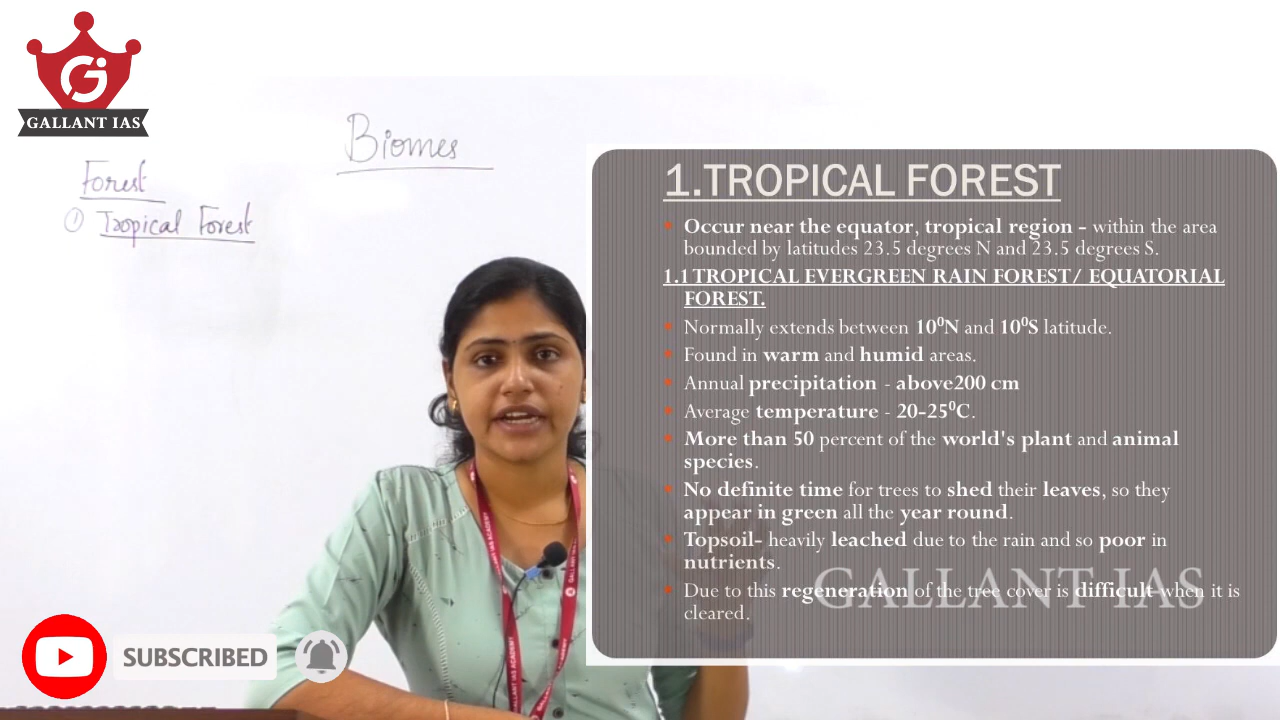 GALLANT IAS
Biomes
Forest
① Tropical Forest
1.TROPICAL FOREST
• Occur near the equator, tropical region - within the area
bounded by latitudes 23.5 degrees N and 23.5 degrees S.
1.1 TROPICAL EVERGREEN RAIN FOREST/ EQUATORIAL
FOREST.
• Normally extends between 10⁰N and 10⁰S latitude.
• Found in warm and humid areas.
• Annual precipitation - above200 cm
• Average temperature - 20-25⁰C.
• More than 50 percent of the world's plant and animal
species.
• No definite time for trees to shed their leaves, so they
appear in green all the year round.
• Topsoil- heavily leached due to the rain and so poor in
nutrients.
• Due to this regeneration of the tree cover is difficult when it is
cleared.
GALLANT IAS
SUBSCRIBED
GALLANT IAS ACADEMY